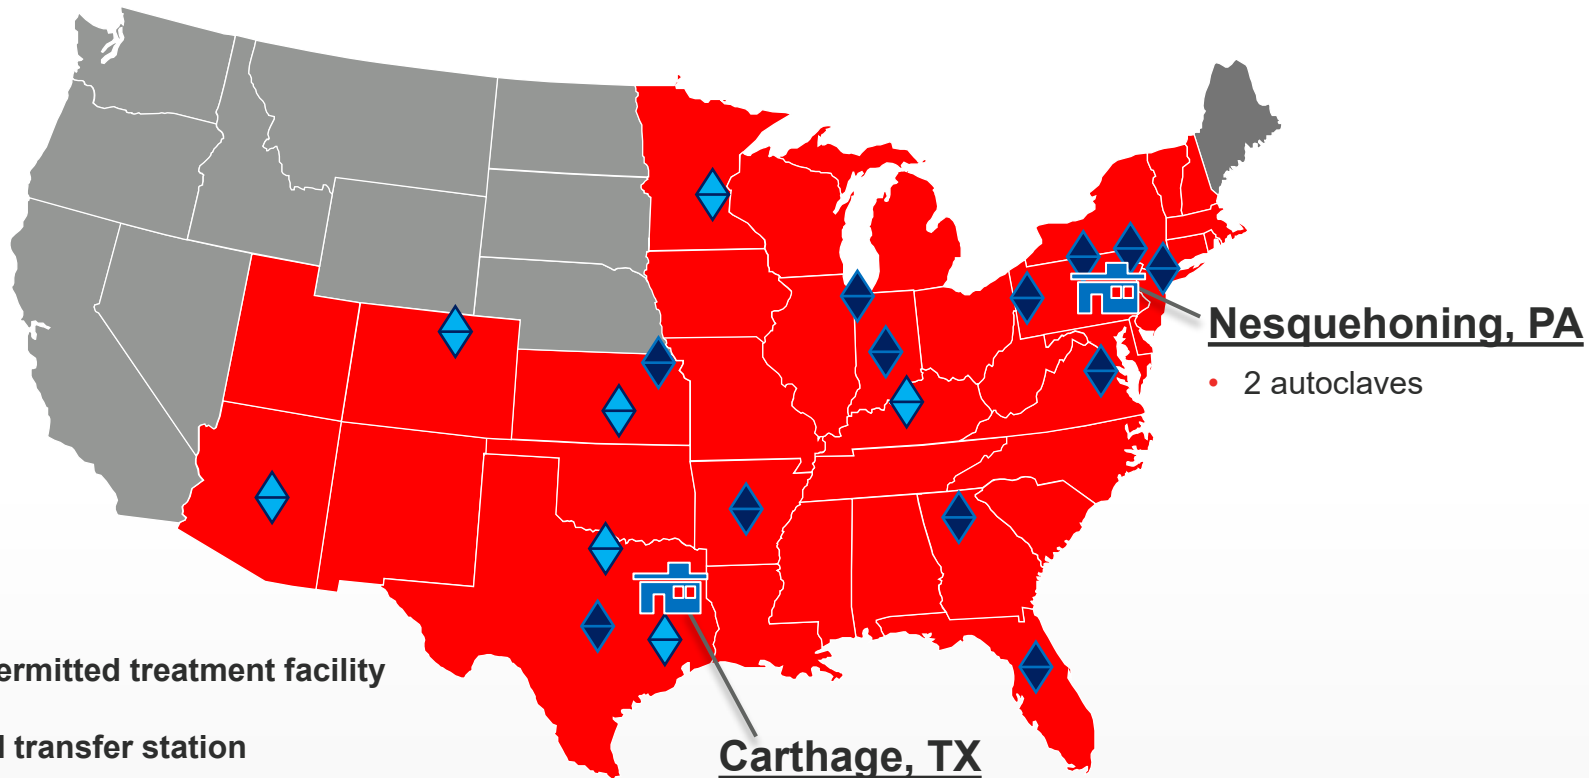 Nesquehoning, PA
• 2 autoclaves
ermitted treatment facility
transfer station
Carthage, TX